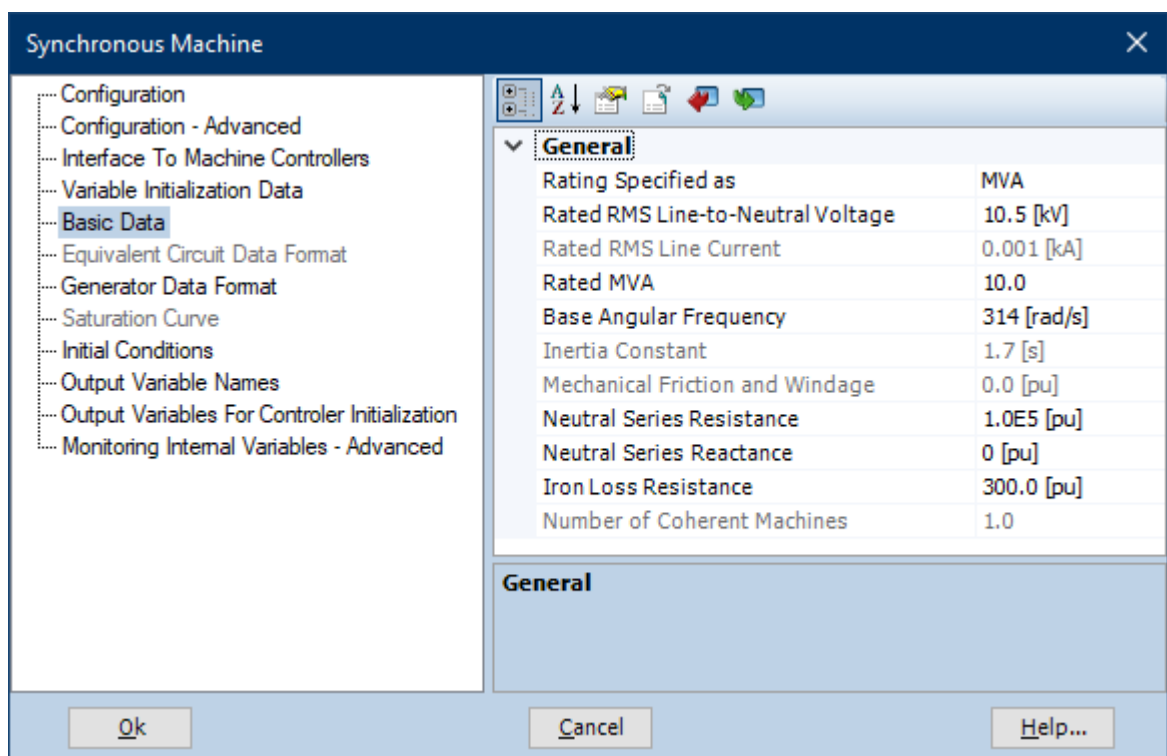 Synchronous Machine
Configuration
Configuration - Advanced
Interface To Machine Controllers
Variable Initialization Data
Basic Data
Equivalent Circuit Data Format
Generator Data Format
Saturation Curve
Initial Conditions
Output Variable Names
Output Variables For Controler Initialization
Monitoring Internal Variables - Advanced
General
Rating Specified as MVA
Rated RMS Line-to-Neutral Voltage 10.5 [kV]
Rated RMS Line Current 0.001 [kA]
Rated MVA 10.0
Base Angular Frequency 314 [rad/s]
Inertia Constant 1.7 [s]
Mechanical Friction and Windage 0.0 [pu]
Neutral Series Resistance 1.0E5 [pu]
Neutral Series Reactance 0 [pu]
Iron Loss Resistance 300.0 [pu]
Number of Coherent Machines 1.0
General
Ok Cancel Help...